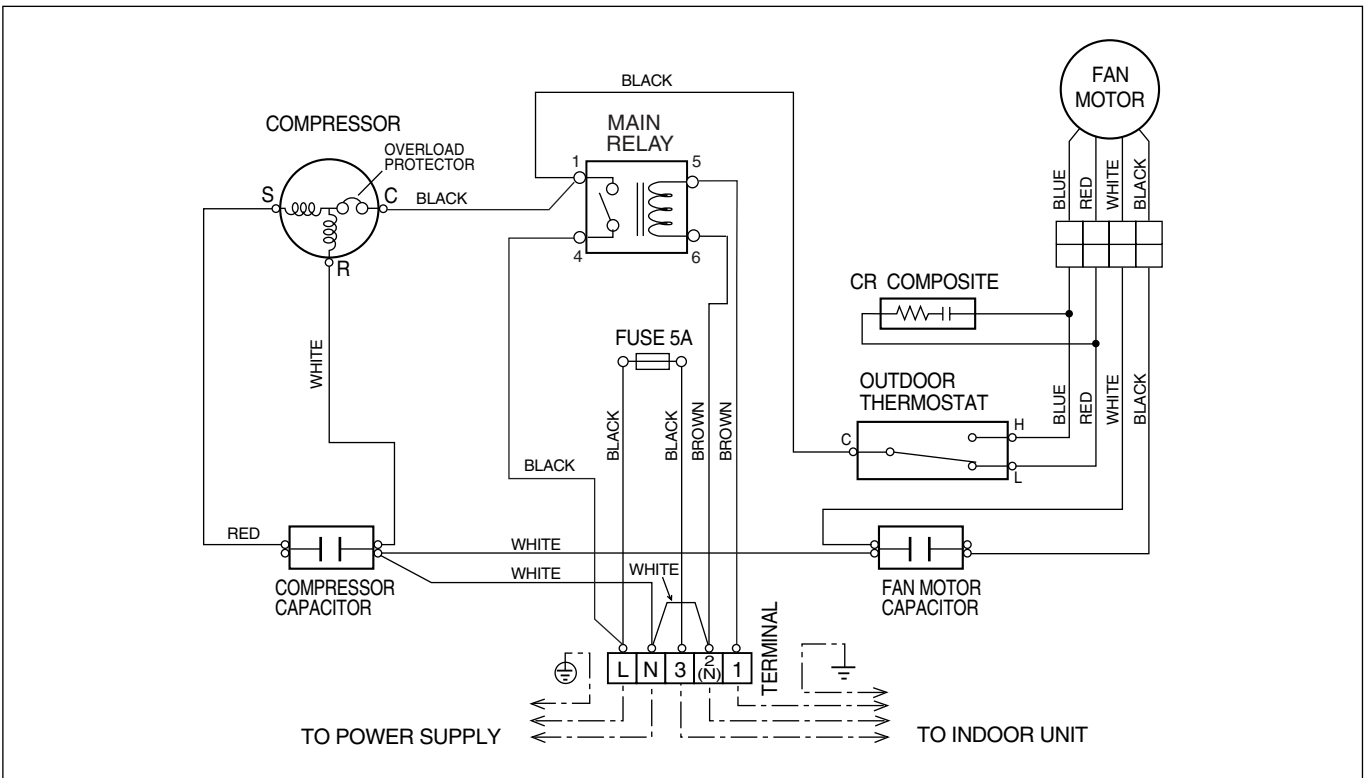 FAN
MOTOR
BLACK
COMPRESSOR
MAIN
RELAY
OVERLOAD
PROTECTOR
1
5
S
C
BLACK
BLUE
RED
WHITE
BLACK
4
6
R
CR COMPOSITE
FUSE 5A
WHITE
OUTDOOR
THERMOSTAT
BLUE
RED
WHITE
BLACK
H
C
L
BLACK
BLACK
BROWN
BROWN
BLACK
RED
WHITE
WHITE
WHITE
COMPRESSOR
CAPACITOR
FAN MOTOR
CAPACITOR
TERMINAL
L N 3 2 1
(N)
TO POWER SUPPLY
TO INDOOR UNIT